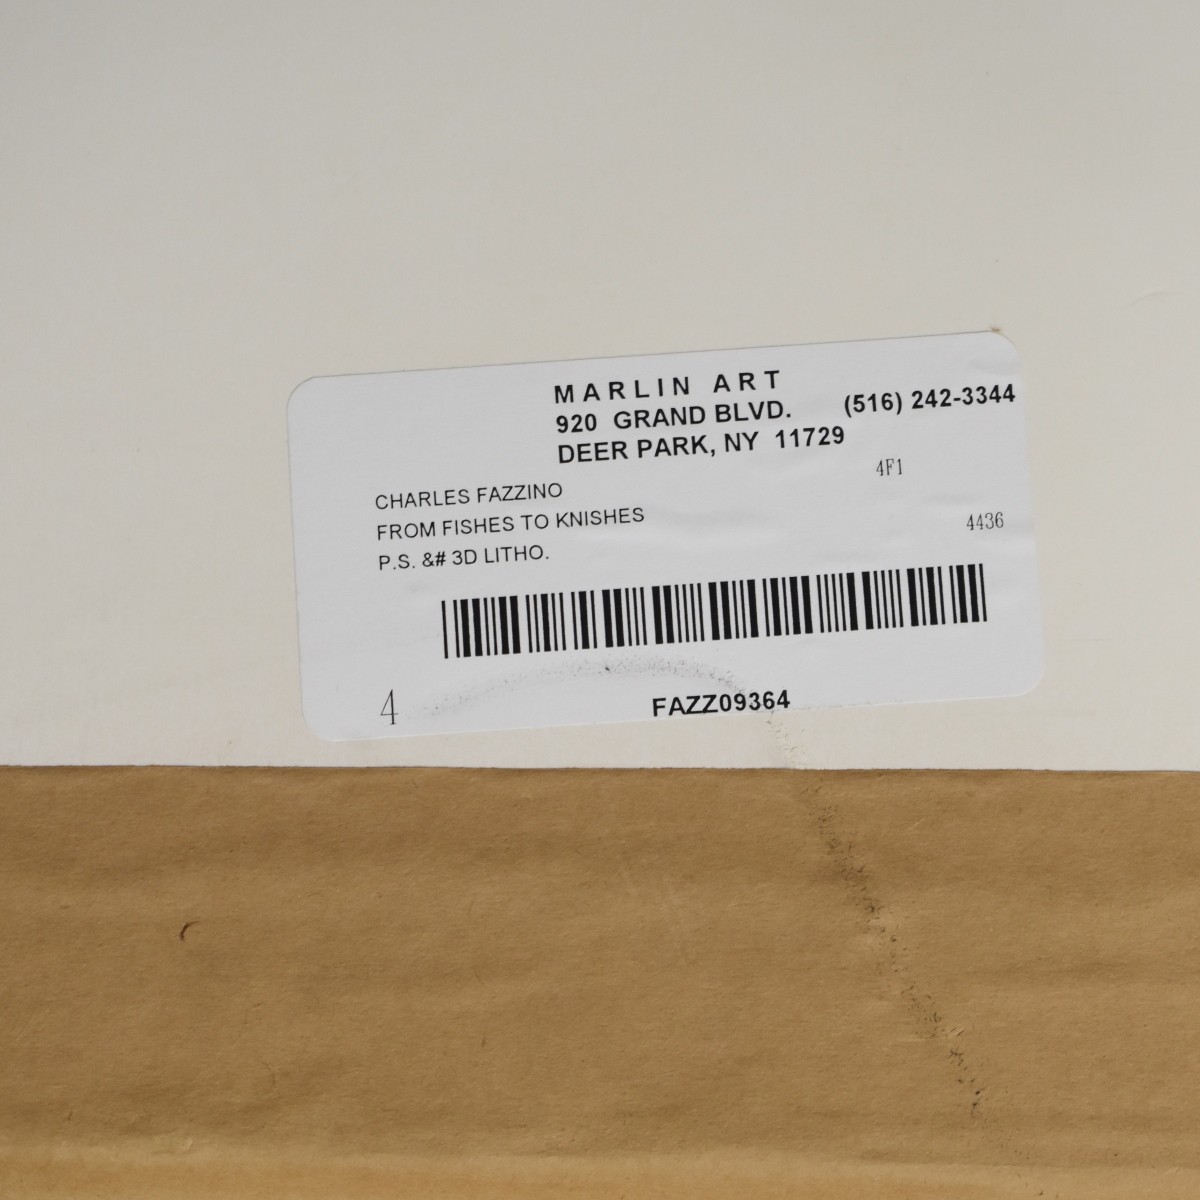 MARLIN ART
920 GRAND BLVD. (516) 242-3344
DEER PARK, NY 11729
4F1
CHARLES FAZZINO
FROM FISHES TO KNISHES 4436
P.S. &# 3D LITHO.
4 FAZZ09364